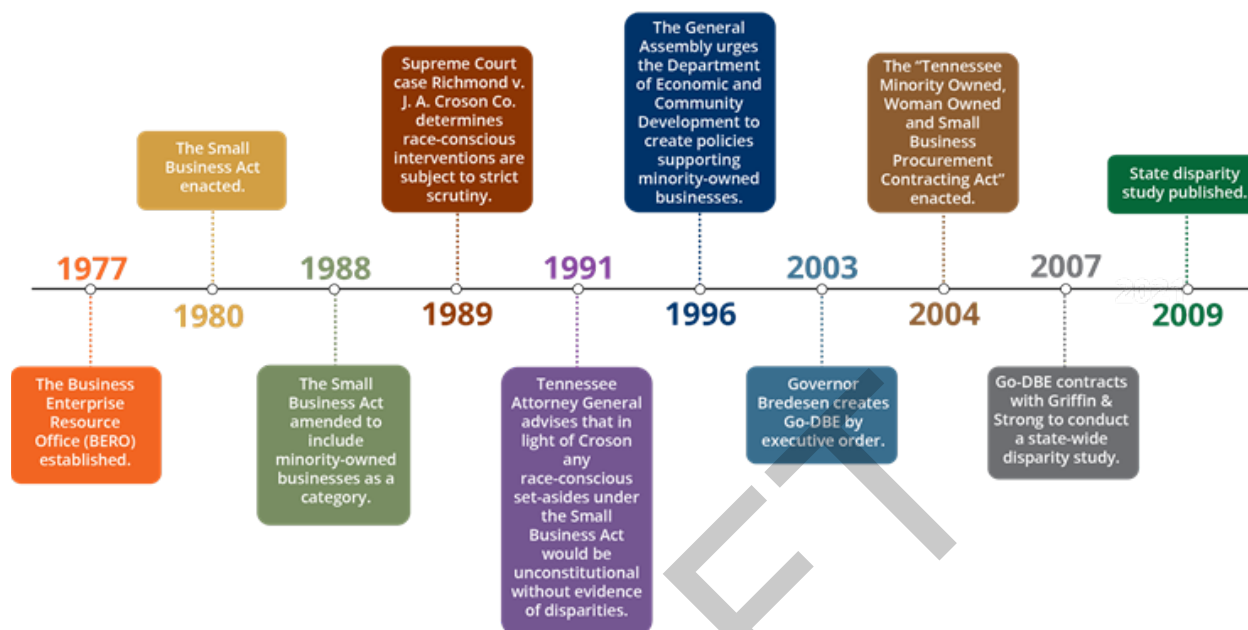 The Business
Enterprise
Resource
Office (BERO)
established.
1977
The Small
Business Act
enacted.
1980
1988
The Small
Business Act
amended to
include
minority-owned
businesses as a
category.
Supreme Court
case Richmond v.
J. A. Croson Co.
determines
race-conscious
interventions are
subject to strict
scrutiny.
1989
1991
Tennessee
Attorney General
advises that in
light of Croson
any
race-conscious
set-asides under
the Small
Business Act
would be
unconstitutional
without evidence
of disparities.
The General
Assembly urges
the Department
of Economic and
Community
Development to
create policies
supporting
minority-owned
businesses.
1996
2003
Governor
Bredesen creates
Go-DBE by
executive order.
The “Tennessee
Minority Owned,
Woman Owned
and Small
Business
Procurement
Contracting Act”
enacted.
2004
2007
Go-DBE contracts
with Griffin &
Strong to conduct
a state-wide
disparity study.
State disparity
study published.
2009